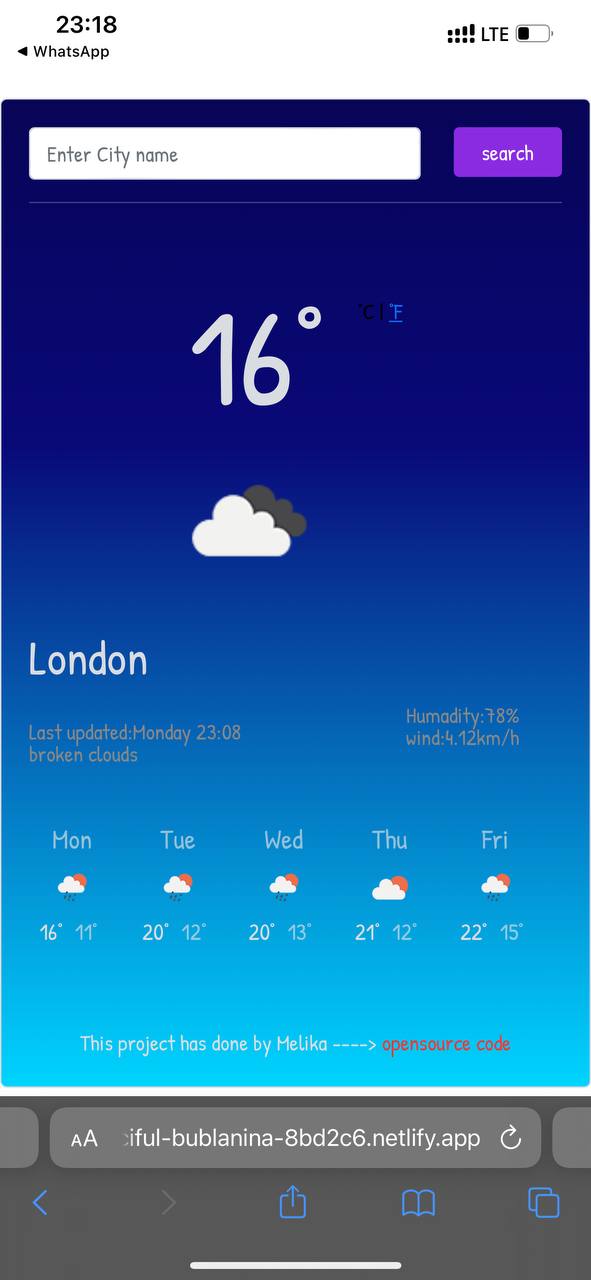 23:18
LTE
◀ WhatsApp
Enter City name
search
16°
°C | °F
London
Humadity:78%
wind:4.12km/h
Last updated:Monday 23:08
broken clouds
Mon Tue Wed Thu Fri
16° 11° 20° 12° 20° 13° 21° 12° 22° 15°
This project has done by Melika ----> opensource code
AA iful-bublanina-8bd2c6.netlify.app